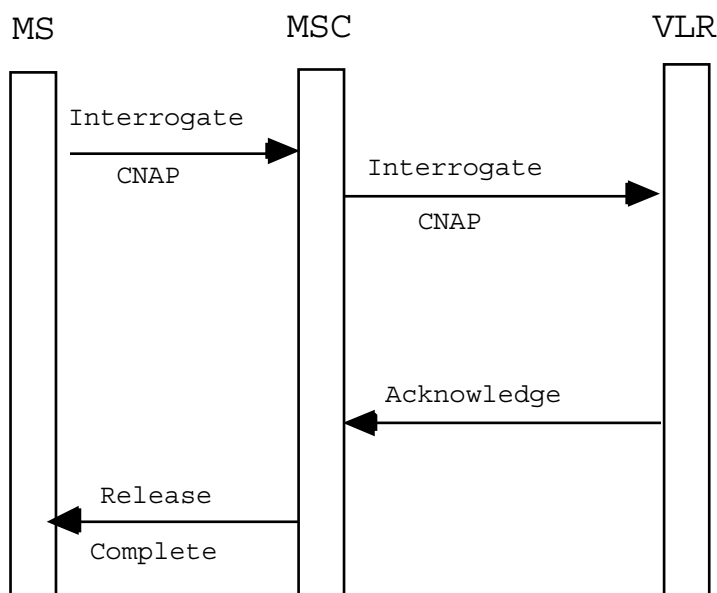 MS MSC VLR
Interrogate
CNAP
Interrogate
CNAP
Acknowledge
Release
Complete